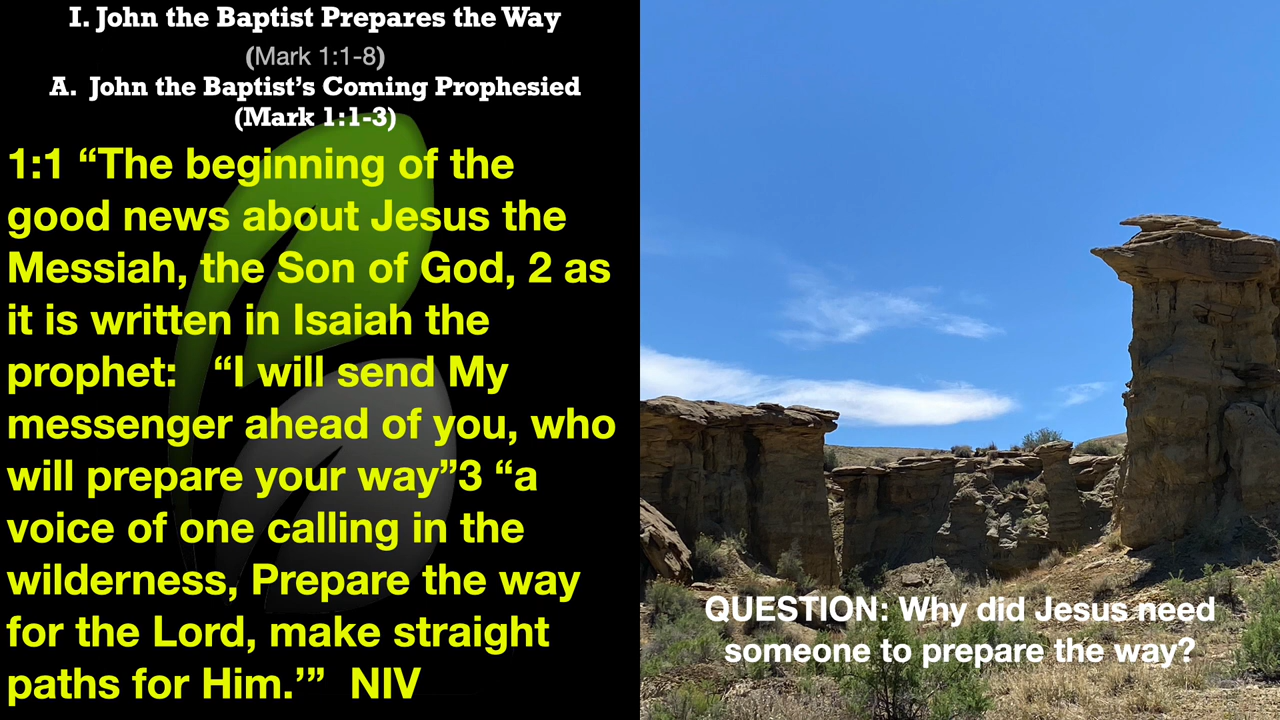 I. John the Baptist Prepares the Way
(Mark 1:1-8)
A. John the Baptist’s Coming Prophesied
(Mark 1:1-3)
1:1 “The beginning of the
good news about Jesus the
Messiah, the Son of God, 2 as
it is written in Isaiah the
prophet: “I will send My
messenger ahead of you, who
will prepare your way”3 “a
voice of one calling in the
wilderness, Prepare the way
for the Lord, make straight
paths for Him.’” NIV
QUESTION: Why did Jesus need
someone to prepare the way?